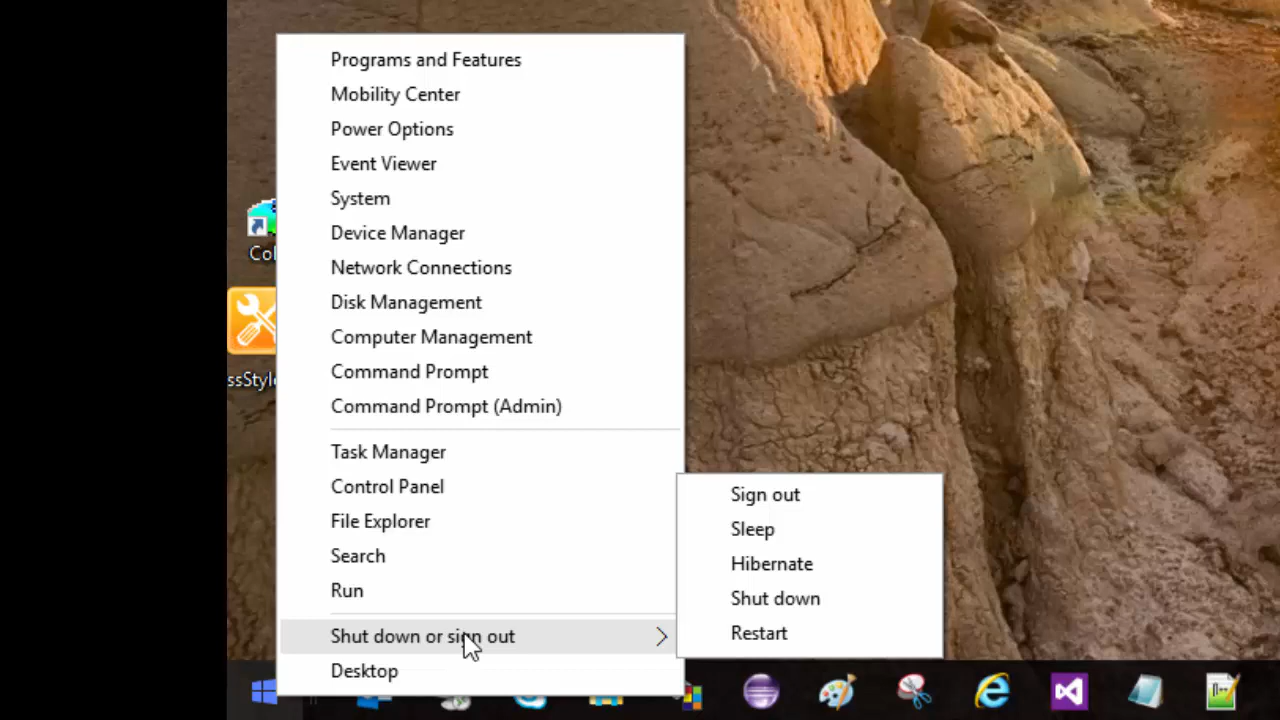 Programs and Features
Mobility Center
Power Options
Event Viewer
System
Device Manager
Network Connections
Disk Management
Computer Management
Command Prompt
Command Prompt (Admin)
Task Manager
Control Panel
File Explorer
Search
Run
Shut down or sign out
Desktop
Sign out
Sleep
Hibernate
Shut down
Restart